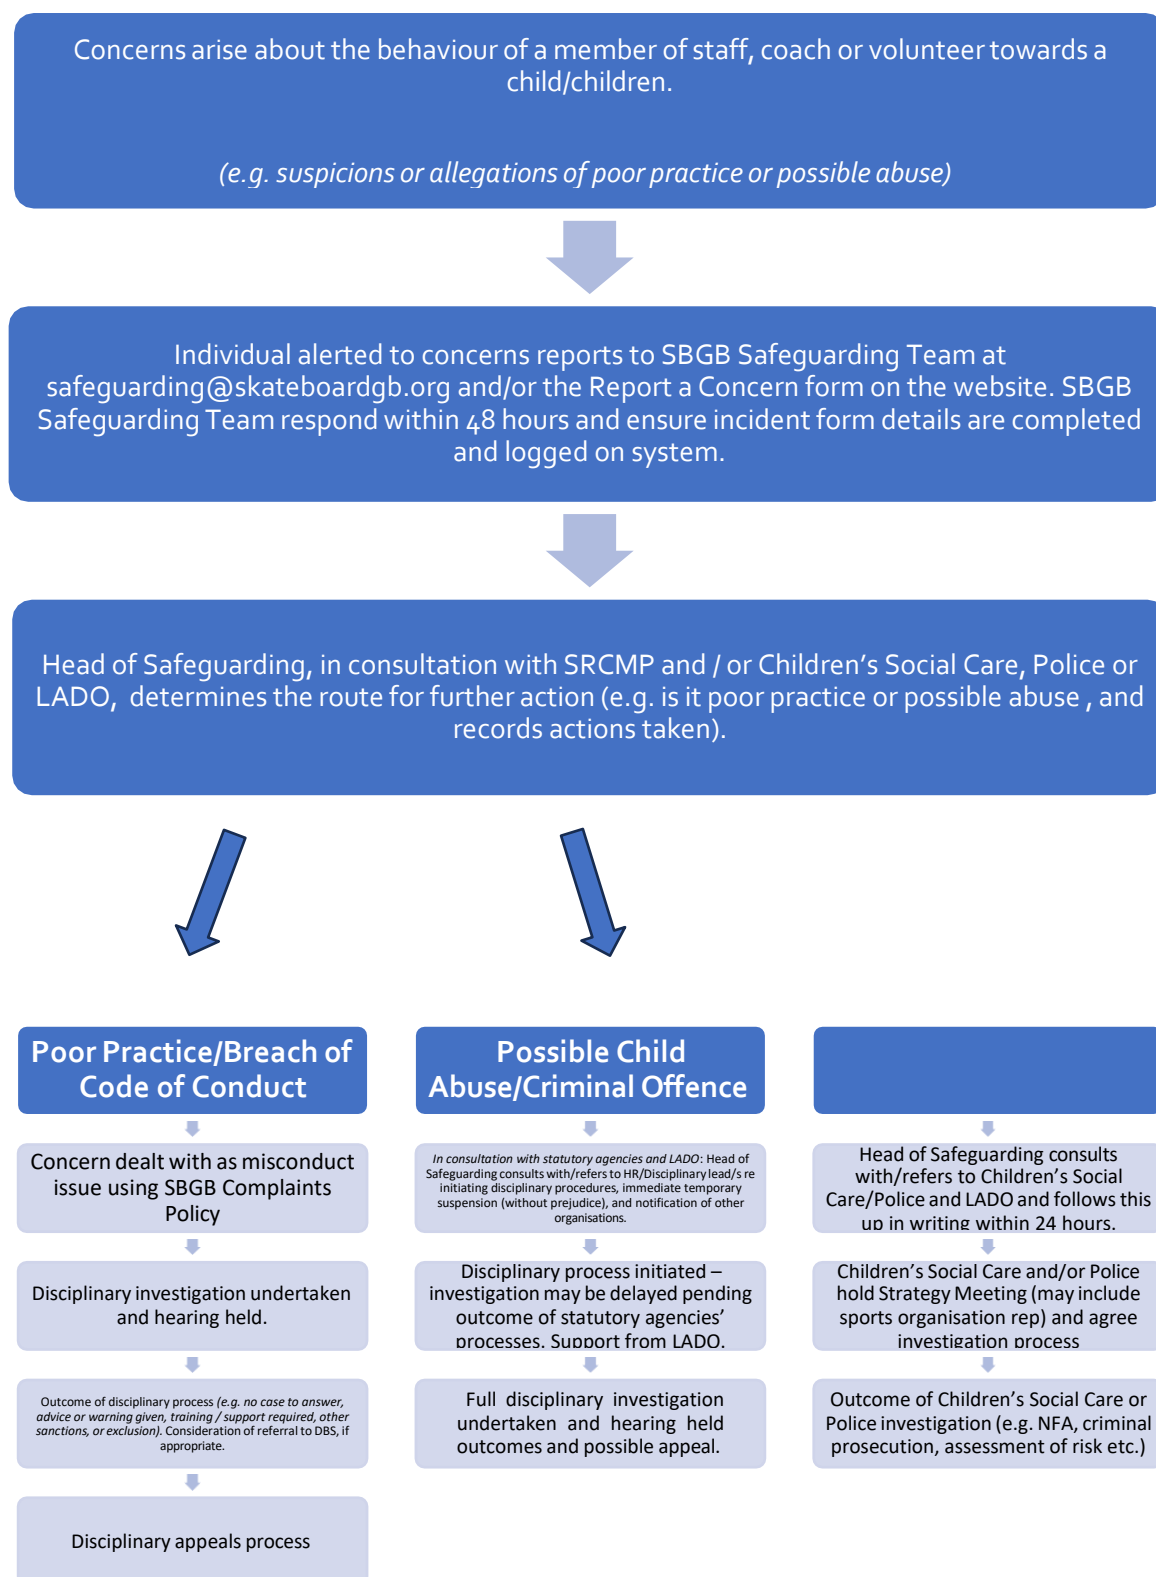 Concerns arise about the behaviour of a member of staff, coach or volunteer towards a
child/children.
(e.g. suspicions or allegations of poor practice or possible abuse)
Individual alerted to concerns reports to SBGB Safeguarding Team at
safeguarding@skateboardgb.org and/or the Report a Concern form on the website. SBGB
Safeguarding Team respond within 48 hours and ensure incident form details are completed
and logged on system.
Head of Safeguarding, in consultation with SRCMP and / or Children’s Social Care, Police or
LADO,  determines the route for further action (e.g. is it poor practice or possible abuse , and
records actions taken).
Poor Practice/Breach of
Code of Conduct
Concern dealt with as misconduct
issue using SBGB Complaints
Policy
Disciplinary investigation undertaken
and hearing held.
Outcome of disciplinary process (e.g. no case to answer,
advice or warning given, training / support required, other
sanctions, or exclusion). Consideration of referral to DBS, if
appropriate.
Disciplinary appeals process
Possible Child
Abuse/Criminal Offence
In consultation with statutory agencies and LADO: Head of
Safeguarding consults with/refers to HR/Disciplinary lead/s re
initiating disciplinary procedures, immediate temporary
suspension (without prejudice), and notification of other
organisations.
Disciplinary process initiated –
investigation may be delayed pending
outcome of statutory agencies’
processes. Support from LADO.
Full disciplinary investigation
undertaken and hearing held
outcomes and possible appeal.
Head of Safeguarding consults
with/refers to Children’s Social
Care/Police and LADO and follows this
up in writing within 24 hours.
Children’s Social Care and/or Police
hold Strategy Meeting (may include
sports organisation rep) and agree
investigation process
Outcome of Children’s Social Care or
Police investigation (e.g. NFA, criminal
prosecution, assessment of risk etc.)